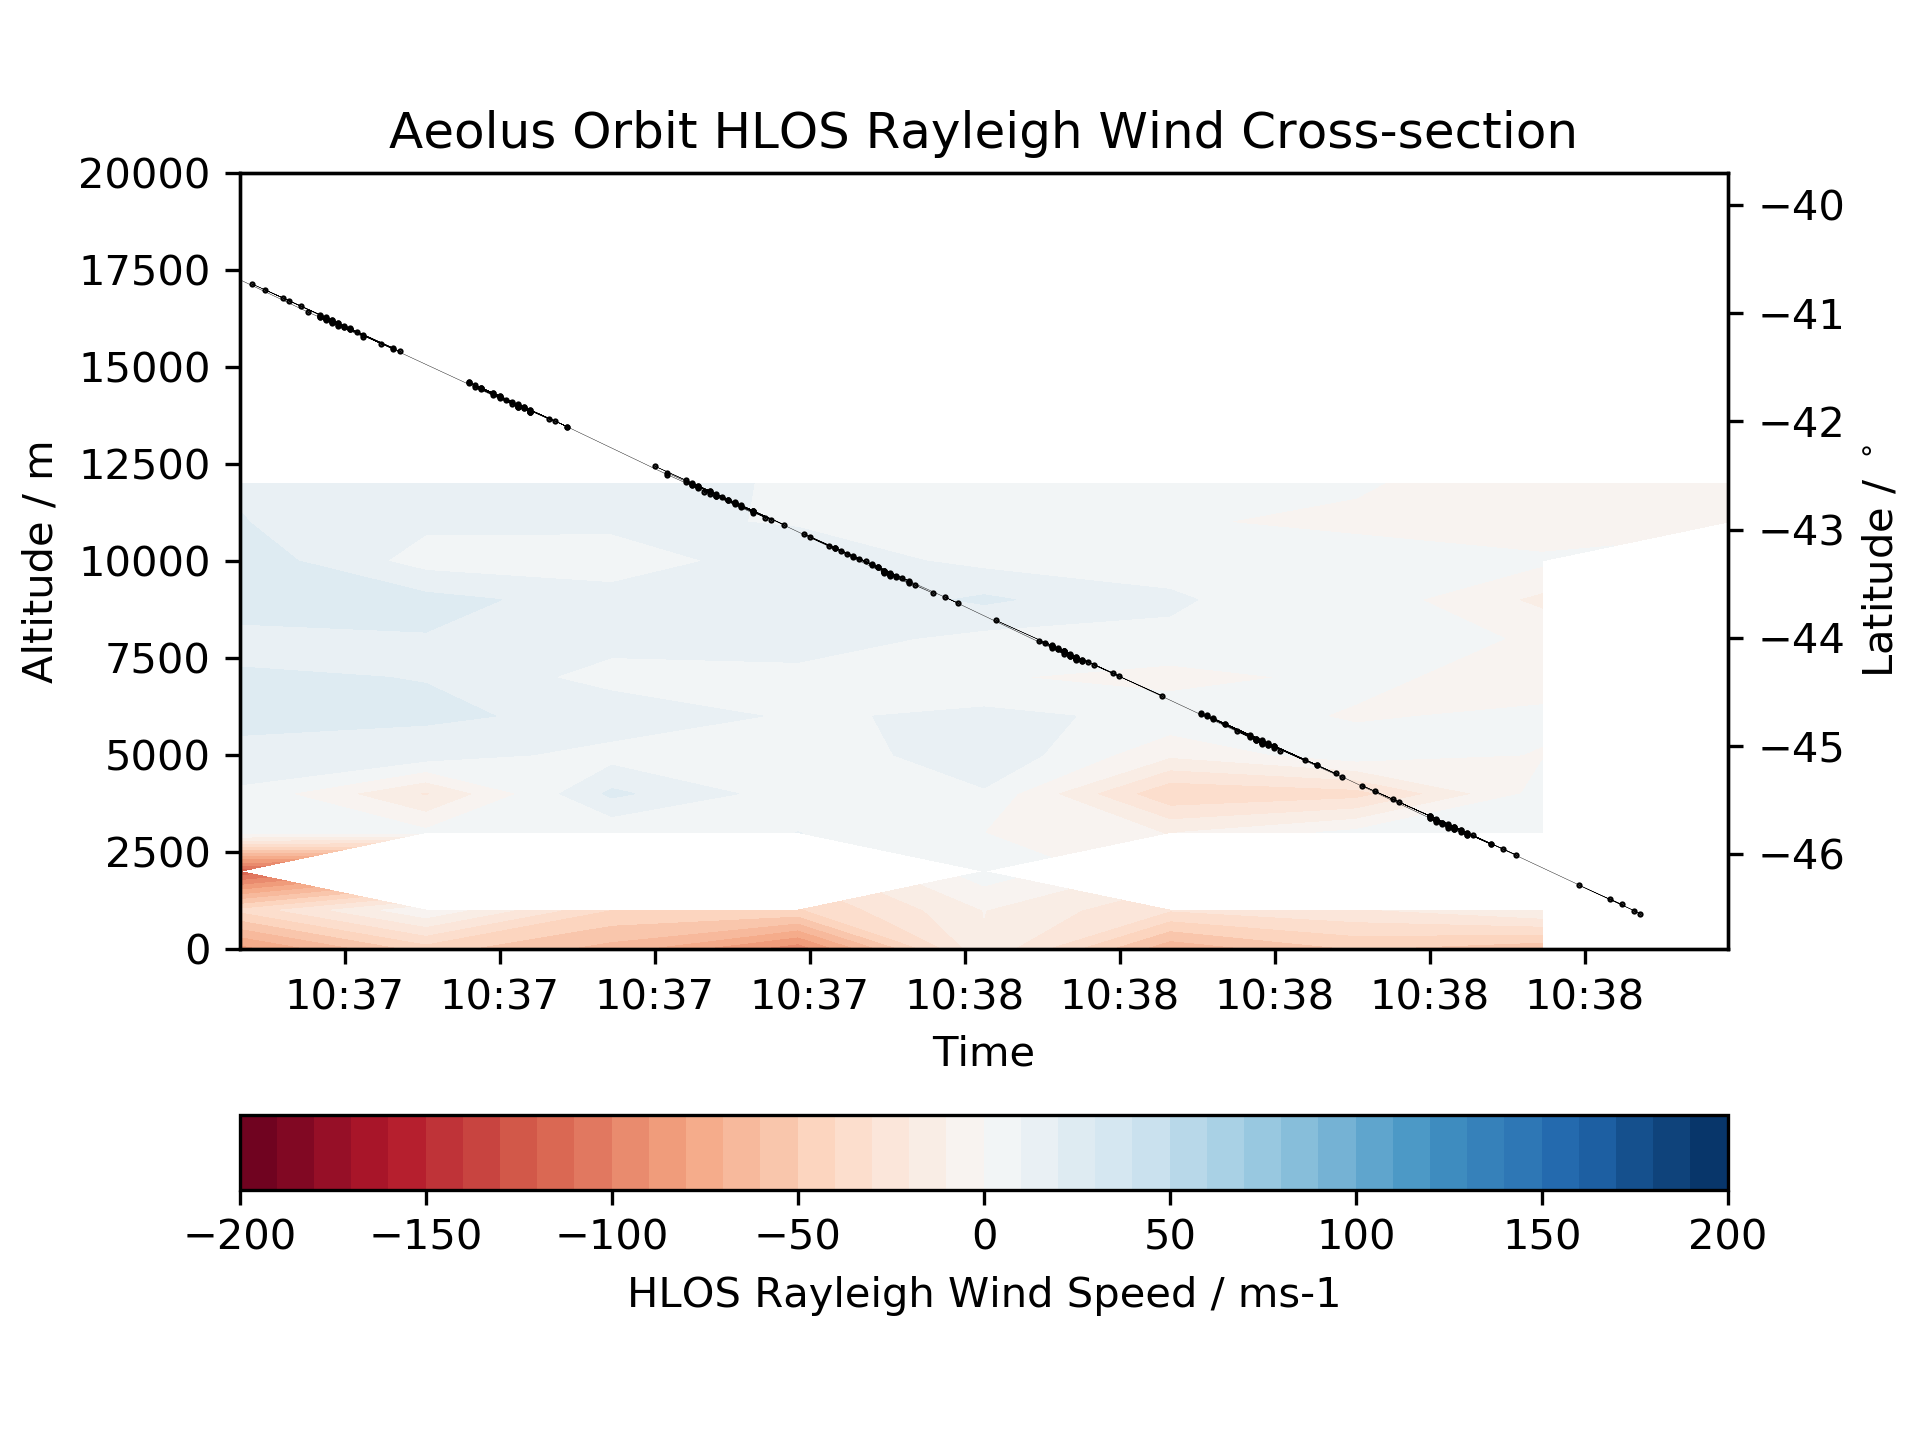 Aeolus Orbit HLOS Rayleigh Wind Cross-section
20000
17500
15000
12500
10000
7500
5000
2500
0
Altitude / m
−40
−41
−42
−43
−44
−45
−46
Latitude / °
10:37 10:37 10:37 10:37 10:38 10:38 10:38 10:38 10:38
Time
−200 −150 −100 −50 0 50 100 150 200
HLOS Rayleigh Wind Speed / ms-1